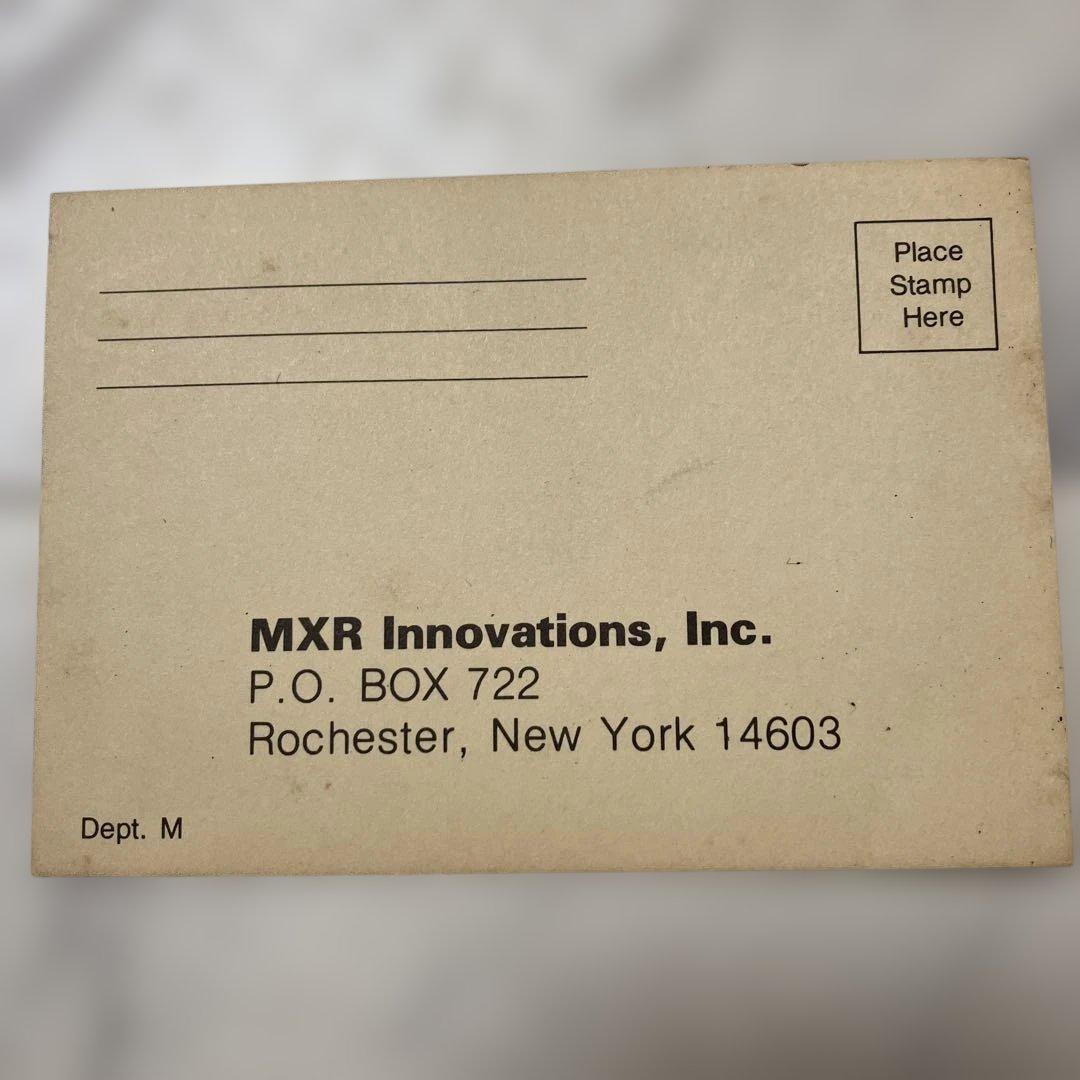 Place
Stamp
Here
MXR Innovations, Inc.
P.O. BOX 722
Rochester, New York 14603
Dept. M